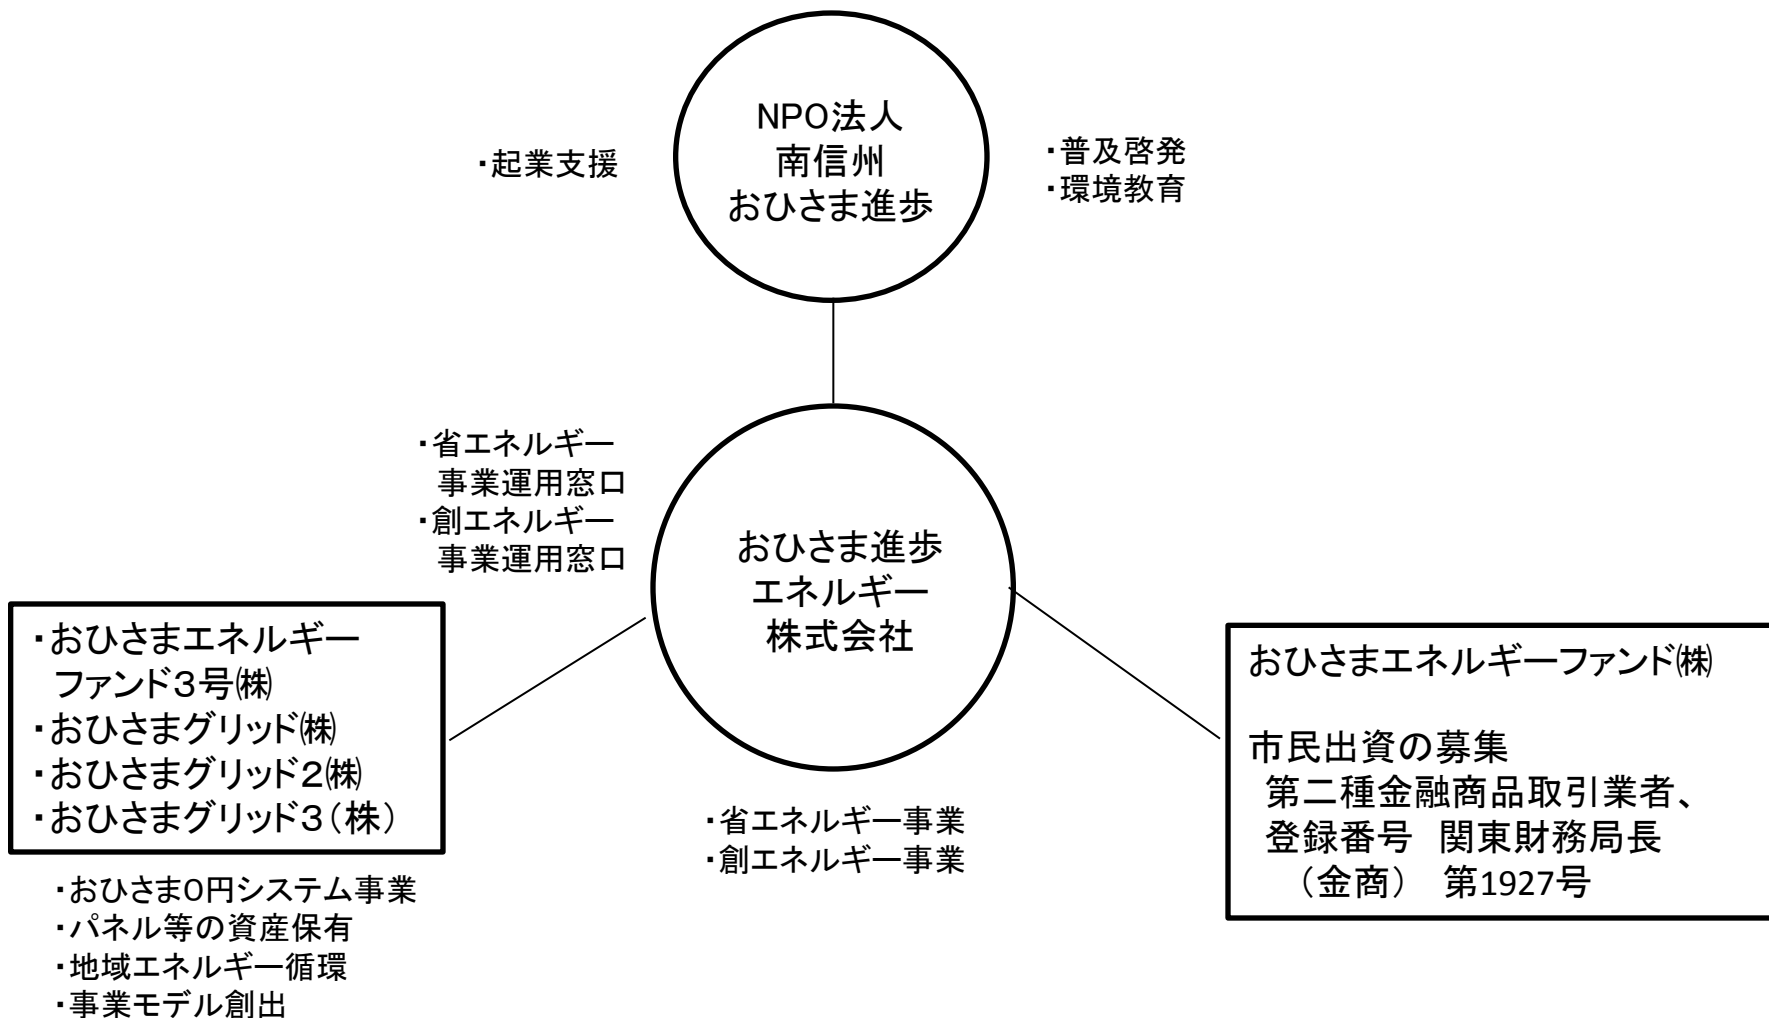 NPO法人
南信州
おひさま進歩
・起業支援
・普及啓発
・環境教育
・省エネルギー
事業運用窓口
・創エネルギー
事業運用窓口
おひさま進歩
エネルギー
株式会社
・省エネルギー事業
・創エネルギー事業
・おひさまエネルギー
ファンド3号㈱
・おひさまグリッド㈱
・おひさまグリッド2㈱
・おひさまグリッド3（株）
・おひさま0円システム事業
・パネル等の資産保有
・地域エネルギー循環
・事業モデル創出
おひさまエネルギーファンド㈱
市民出資の募集
第二種金融商品取引業者、
登録番号　関東財務局長
（金商）　第1927号